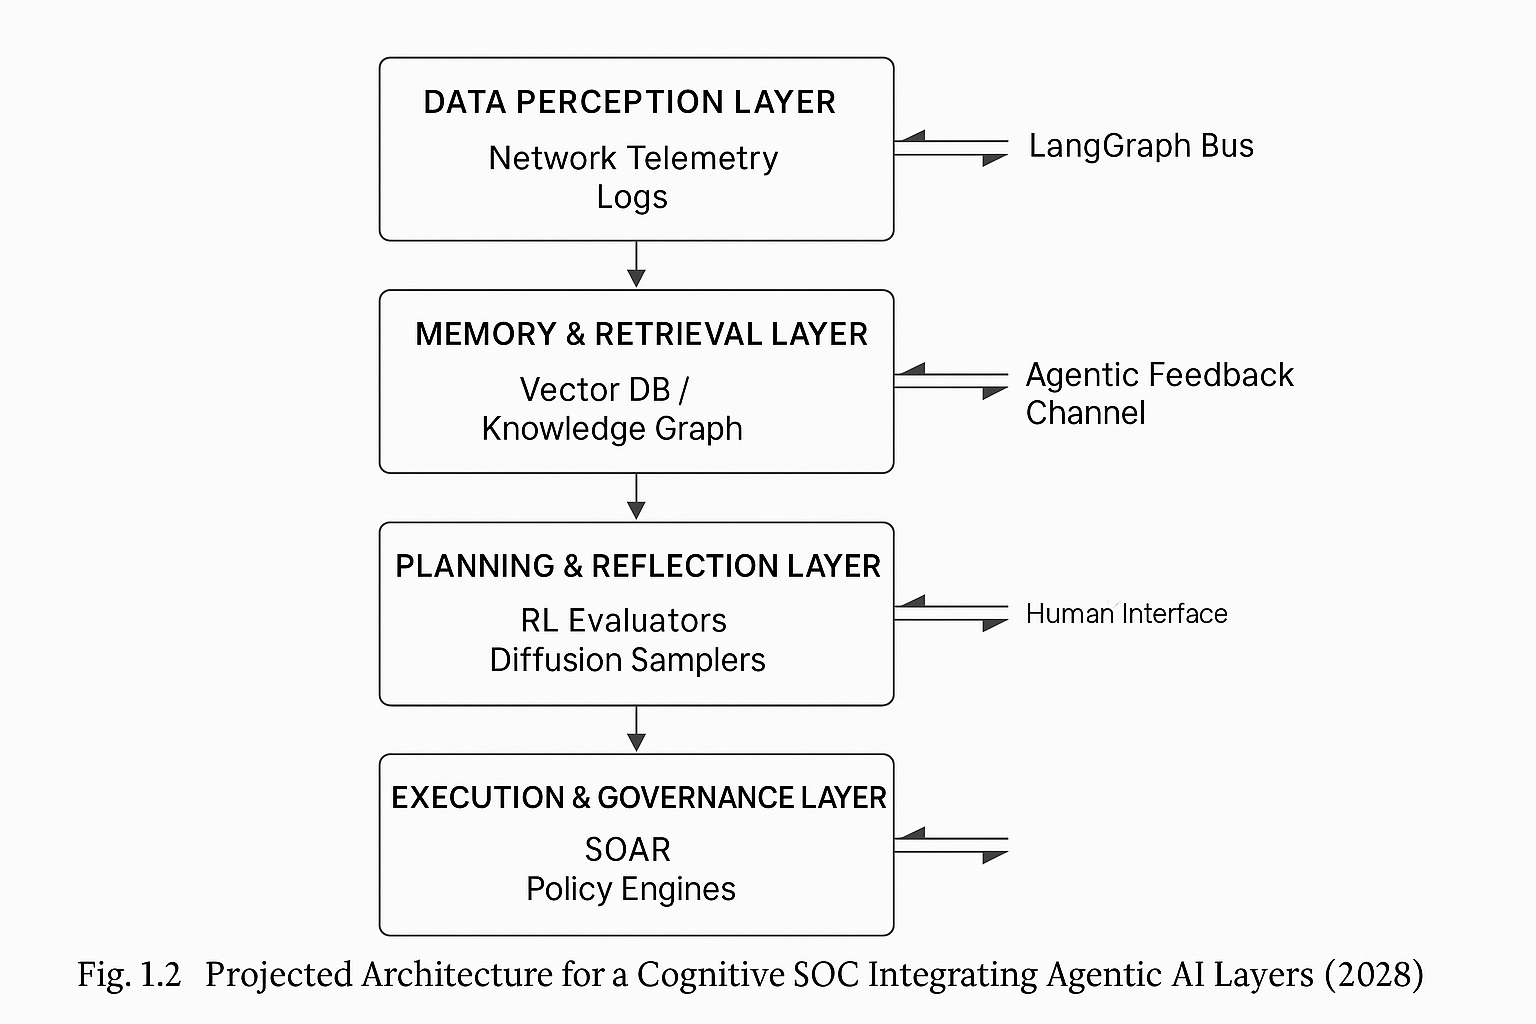 DATA PERCEPTION LAYER
Network Telemetry
Logs
LangGraph Bus
MEMORY & RETRIEVAL LAYER
Vector DB /
Knowledge Graph
Agentic Feedback
Channel
PLANNING & REFLECTION LAYER
RL Evaluators
Diffusion Samplers
Human Interface
EXECUTION & GOVERNANCE LAYER
SOAR
Policy Engines
Fig. 1.2 Projected Architecture for a Cognitive SOC Integrating Agentic AI Layers (2028)